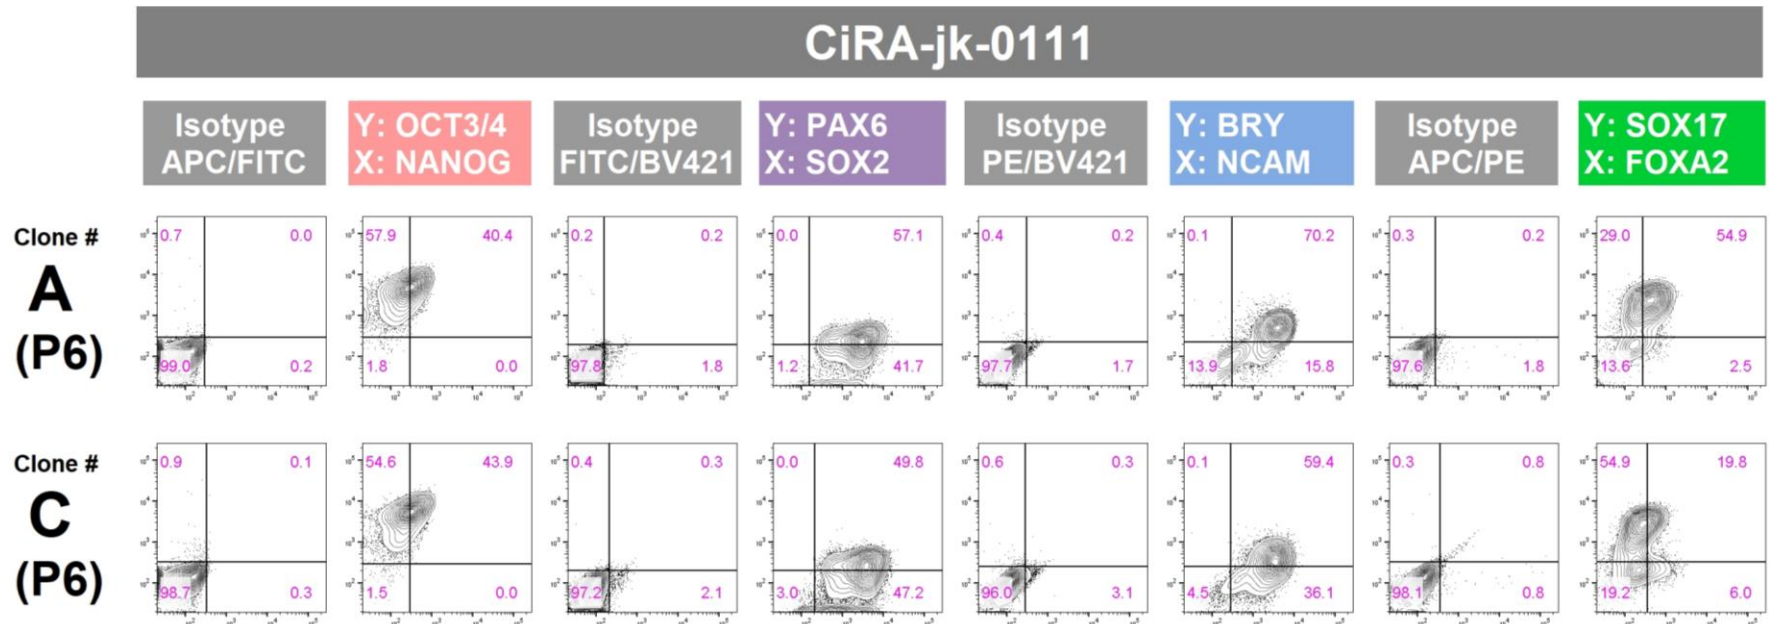 CiRA-jk-0111
Isotype
APC/FITC
Y: OCT3/4
X: NANOG
Isotype
FITC/BV421
Y: PAX6
X: SOX2
Isotype
PE/BV421
Y: BRY
X: NCAM
Isotype
APC/PE
Y: SOX17
X: FOXA2
Clone #
A
(P6)
0.7 0.0
99.0 0.2
57.9 40.4
1.8 0.0
0.2 0.2
97.8 1.8
0.0 57.1
1.2 41.7
0.4 0.2
97.7 1.7
0.1 70.2
13.9 15.8
0.3 0.2
97.6 1.8
29.0 54.9
13.6 2.5
Clone #
C
(P6)
0.9 0.1
98.7 0.3
54.6 43.9
1.5 0.0
0.4 0.3
97.2 2.1
0.0 49.8
3.0 47.2
0.6 0.3
96.0 3.1
0.1 59.4
4.5 36.1
0.3 0.8
98.1 0.8
54.9 19.8
19.2 6.0